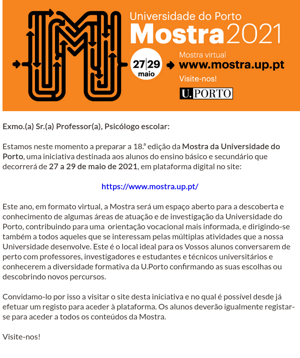 Universidade do Porto
Mostra2021
27|29
maio
Mostra virtual
www.mostra.up.pt
Visite-nos!
U.PORTO
Exmo.(a) Sr.(a) Professor(a), Psicólogo escolar:
Estamos neste momento a preparar a 18.ª edição da Mostra da Universidade do
Porto, uma iniciativa destinada aos alunos do ensino básico e secundário que
decorrerá de 27 a 29 de maio de 2021, em plataforma digital no site:
https://www.mostra.up.pt/
Este ano, em formato virtual, a Mostra será um espaço aberto para a descoberta e
conhecimento de algumas áreas de atuação e de investigação da Universidade do
Porto, contribuindo para uma orientação vocacional mais informada, e dirigindo-se
também a todos aqueles que se interessam pelas múltiplas atividades que a nossa
Universidade desenvolve. Este é o local ideal para os Vossos alunos conversarem de
perto com professores, investigadores e estudantes e técnicos universitários e
conhecerem a diversidade formativa da U.Porto confirmando as suas escolhas ou
descobrindo novos percursos.
Convidamo-lo por isso a visitar o site desta iniciativa e no qual é possível desde já
efetuar um registo para aceder à plataforma. Os alunos deverão igualmente registar-
se para aceder a todos os conteúdos da Mostra.
Visite-nos!